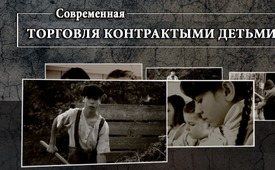 Современная
ТОРГОВЛЯ КОНТРАКТЫМИ ДЕТЬМИ